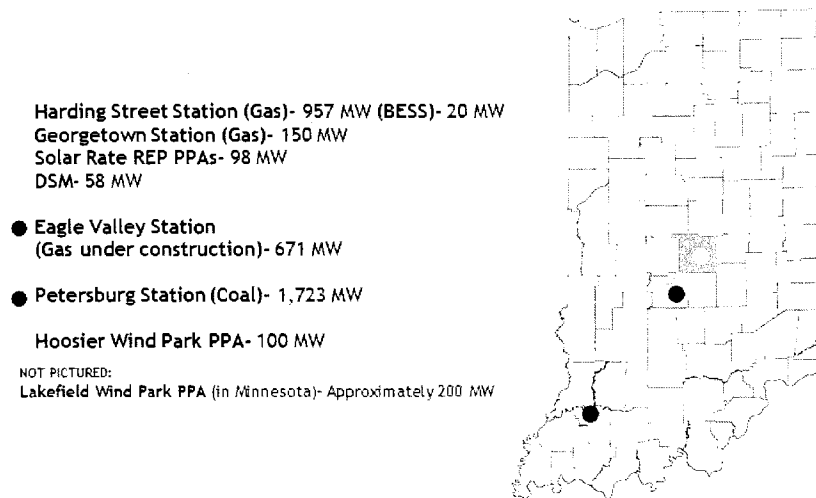 Harding Street Station (Gas)- 957 MW (BESS)- 20 MW
Georgetown Station (Gas)- 150 MW
Solar Rate REP PPAs- 98 MW
DSM- 58 MW
Eagle Valley Station
(Gas under construction)- 671 MW
Petersburg Station (Coal)- 1,723 MW
Hoosier Wind Park PPA- 100 MW
NOT PICTURED:
Lakefield Wind Park PPA (in Minnesota)- Approximately 200 MW